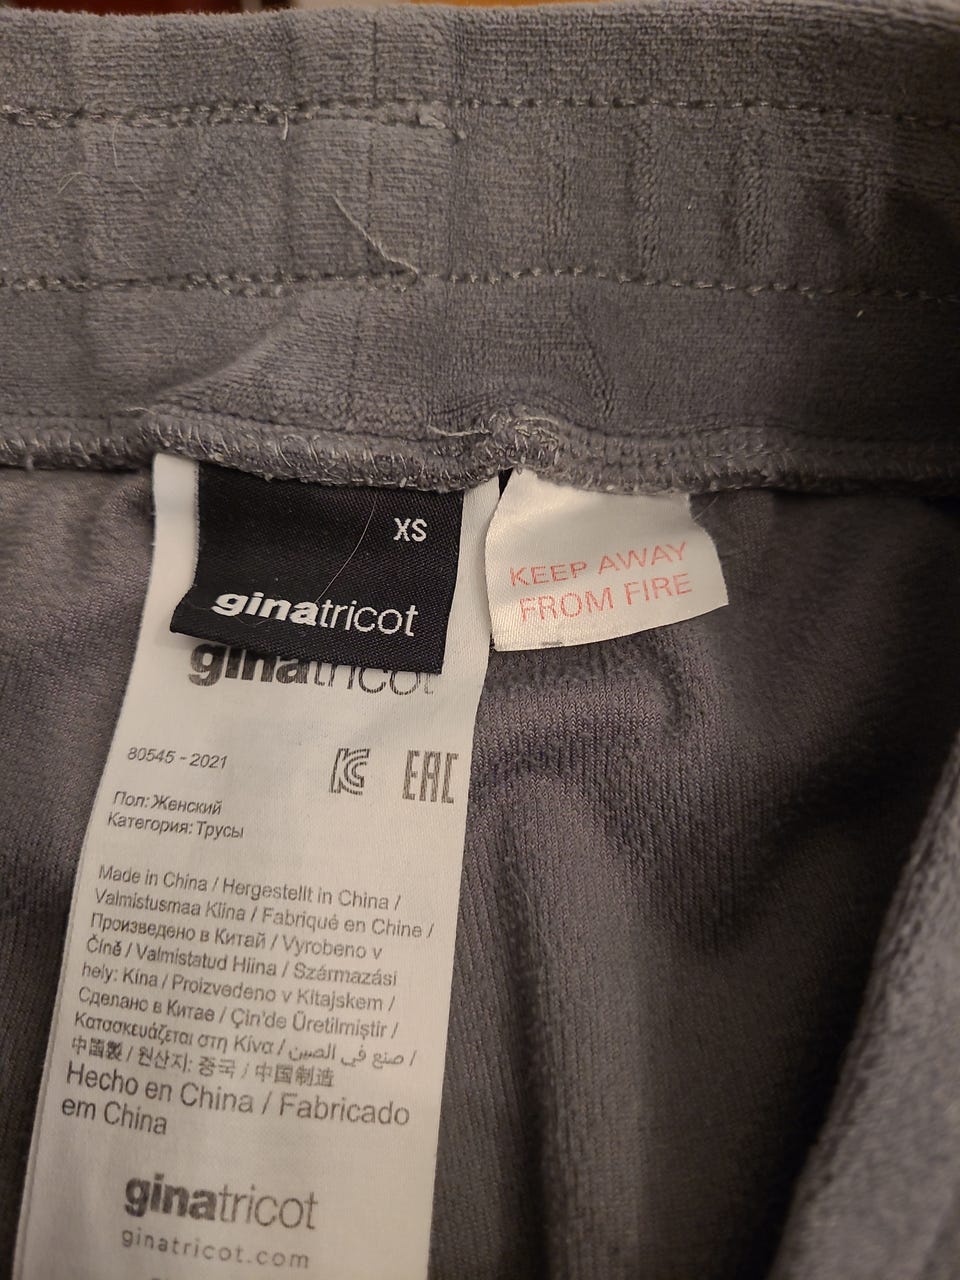 XS
ginatricot
KEEP AWAY
FROM FIRE
ginatricot
80545 - 2021
EAC
Пол: Женский
Категория: Трусы
Made in China / Hergestellt in China /
Valmistusmaa Kiina / Fabriqué en Chine /
Произведено в Китай / Vyrobeno v
Číně / Valmistatud Hiina / Származási
hely: Kína / Proizvedeno v Kitajskem /
Сделано в Китае / Çin'de Üretilmiştir /
Κατασκευάζεται στη Κίνα / صنع في الصين /
中國製 / 원산지: 중국 / 中国制造
Hecho en China / Fabricado
em China
ginatricot
ginatricot.com